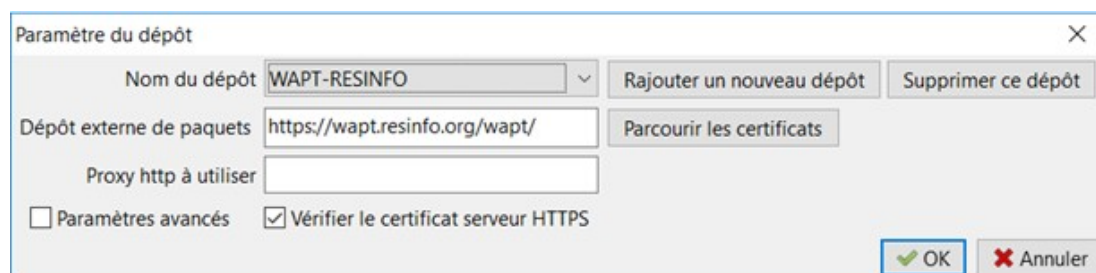 Paramètre du dépôt
Nom du dépôt WAPT-RESINFO Rajouter un nouveau dépôt Supprimer ce dépôt
Dépôt externe de paquets https://wapt.resinfo.org/wapt/ Parcourir les certificats
Proxy http à utiliser
Paramètres avancés Vérifier le certificat serveur HTTPS
OK Annuler